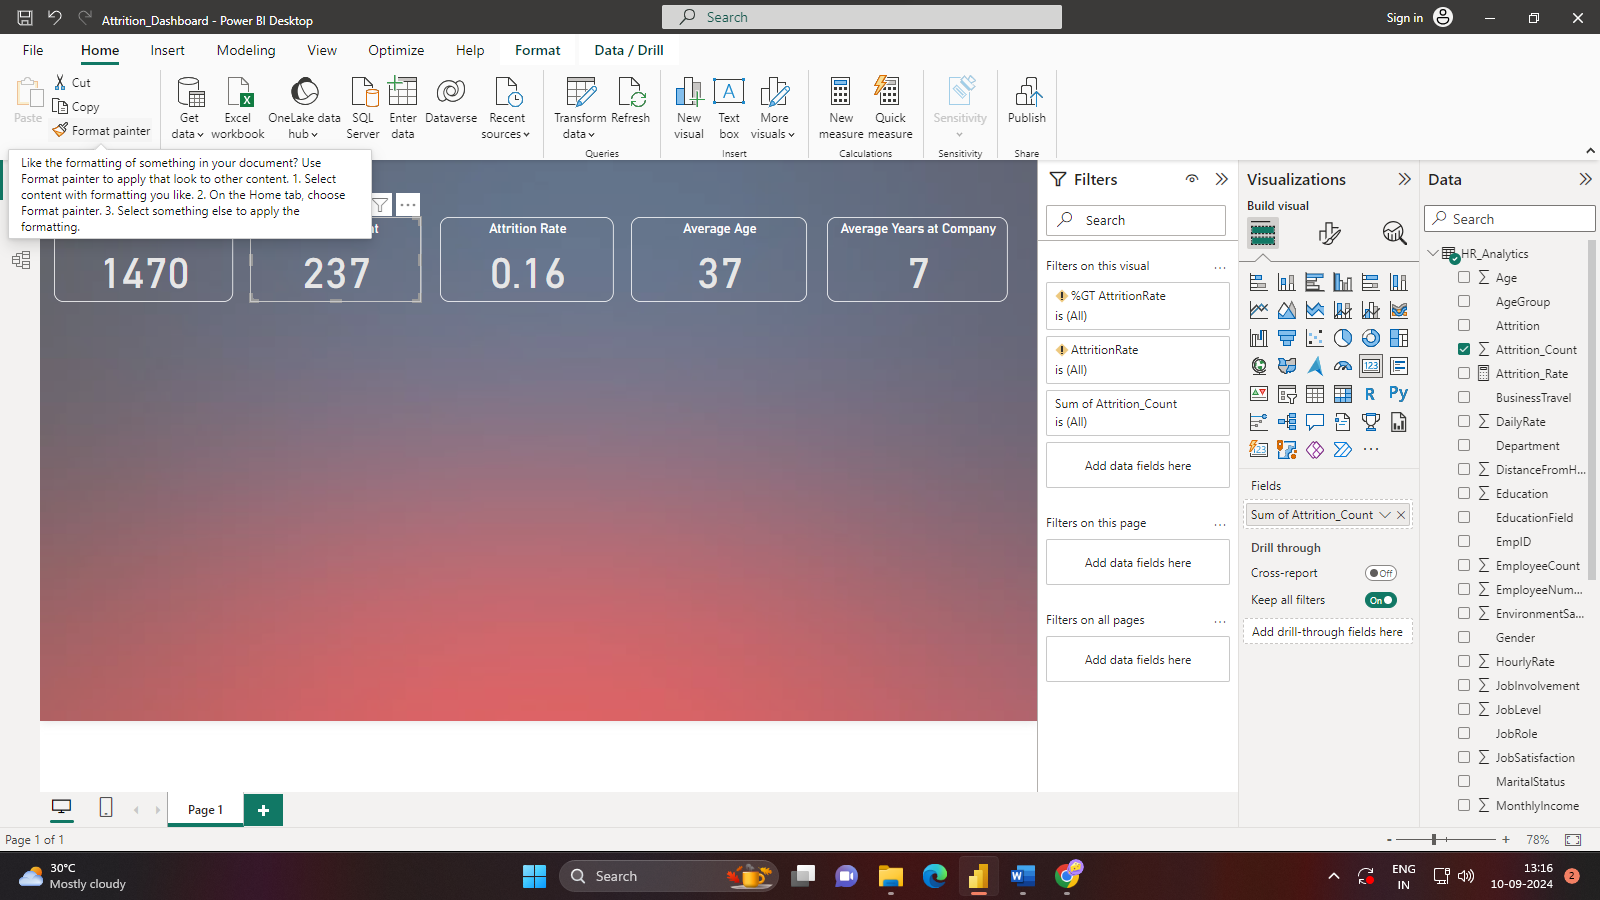 Attrition_Dashboard - Power BI Desktop
Search
Sign in
File
Home
Insert
Modeling
View
Optimize
Help
Format
Data / Drill
Paste
Cut
Copy
Format painter
Get data
Excel workbook
OneLake data hub
SQL Server
Enter data
Dataverse
Recent sources
Transform data
Refresh
Queries
New visual
Text box
More visuals
Insert
New measure
Quick measure
Calculations
Sensitivity
Sensitivity
Publish
Share
Like the formatting of something in your document? Use
Format painter to apply that look to other content. 1. Select
content with formatting you like. 2. On the Home tab, choose
Format painter. 3. Select something else to apply the
formatting.
1470
237
Attrition Rate
0.16
Average Age
37
Average Years at Company
7
Filters
Search
Filters on this visual
%GT AttritionRate
is (All)
AttritionRate
is (All)
Sum of Attrition_Count
is (All)
Add data fields here
Filters on this page
Add data fields here
Filters on all pages
Add data fields here
Visualizations
Build visual
123
R
Py
123
Fields
Sum of Attrition_Count
Drill through
Cross-report
Off
Keep all filters
On
Add drill-through fields here
Data
Search
HR_Analytics
Age
AgeGroup
Attrition
Attrition_Count
Attrition_Rate
BusinessTravel
DailyRate
Department
DistanceFromH...
Education
EducationField
EmpID
EmployeeCount
EmployeeNum...
EnvironmentSa...
Gender
HourlyRate
JobInvolvement
JobLevel
JobRole
JobSatisfaction
MaritalStatus
MonthlyIncome
Page 1
Page 1 of 1
78%
30°C
Mostly cloudy
Search
ENG
IN
13:16
10-09-2024
2